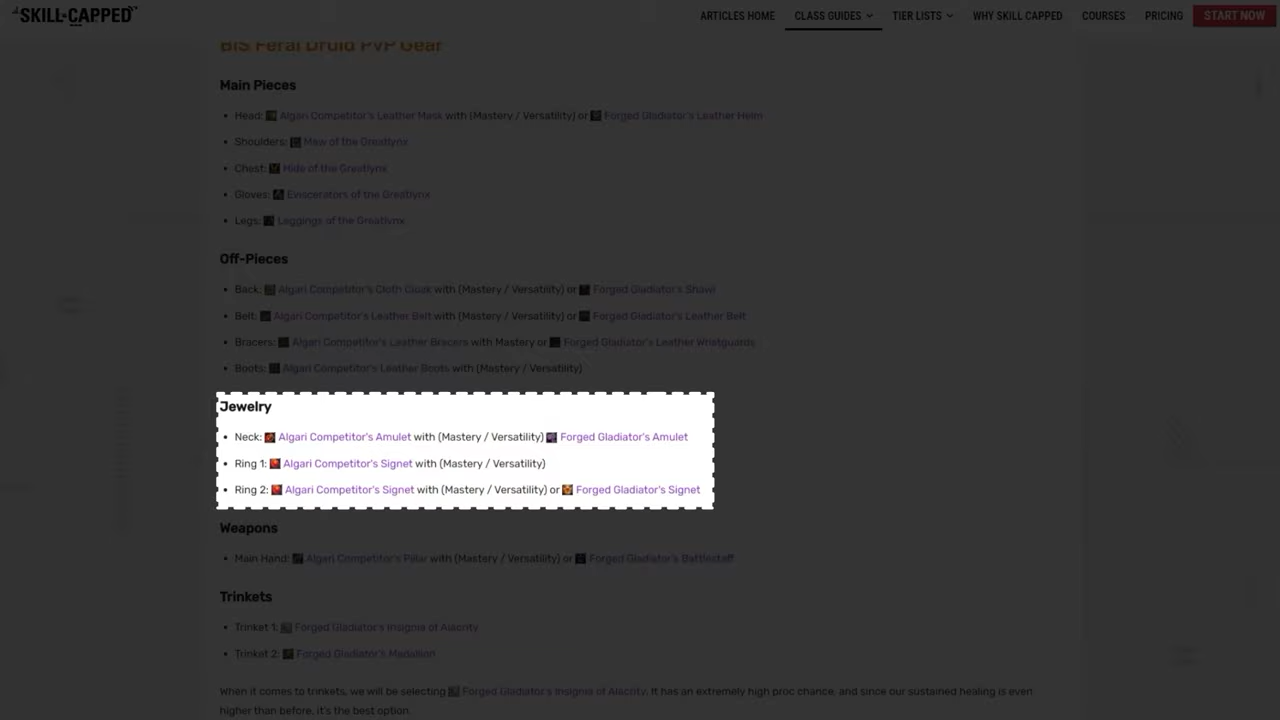 SKILL-CAPPED
ARTICLES HOME
CLASS GUIDES
TIER LISTS
WHY SKILL CAPPED
COURSES
PRICING
START NOW
BIS Feral Druid PvP Gear
Main Pieces
Head: Algari Competitor's Leather Mask with (Mastery / Versatility) or Forged Gladiator's Leather Helm
Shoulders: Maw of the Greatlynx
Chest: Hide of the Greatlynx
Gloves: Eviscerators of the Greatlynx
Legs: Leggings of the Greatlynx
Off-Pieces
Back: Algari Competitor's Cloth Cloak with (Mastery / Versatility) or Forged Gladiator's Shawl
Belt: Algari Competitor's Leather Belt with (Mastery / Versatility) or Forged Gladiator's Leather Belt
Bracers: Algari Competitor's Leather Bracers with Mastery or Forged Gladiator's Leather Wristguards
Boots: Algari Competitor's Leather Boots with (Mastery / Versatility)
Jewelry
Neck: Algari Competitor's Amulet with (Mastery / Versatility) Forged Gladiator's Amulet
Ring 1: Algari Competitor's Signet with (Mastery / Versatility)
Ring 2: Algari Competitor's Signet with (Mastery / Versatility) or Forged Gladiator's Signet
Weapons
Main Hand: Algari Competitor's Pillar with (Mastery / Versatility) or Forged Gladiator's Battlestaff
Trinkets
Trinket 1: Forged Gladiator's Insignia of Alacrity
Trinket 2: Forged Gladiator's Medallion
When it comes to trinkets, we will be selecting Forged Gladiator's Insignia of Alacrity. It has an extremely high proc chance, and since our sustained healing is even
higher than before, it's the best option.